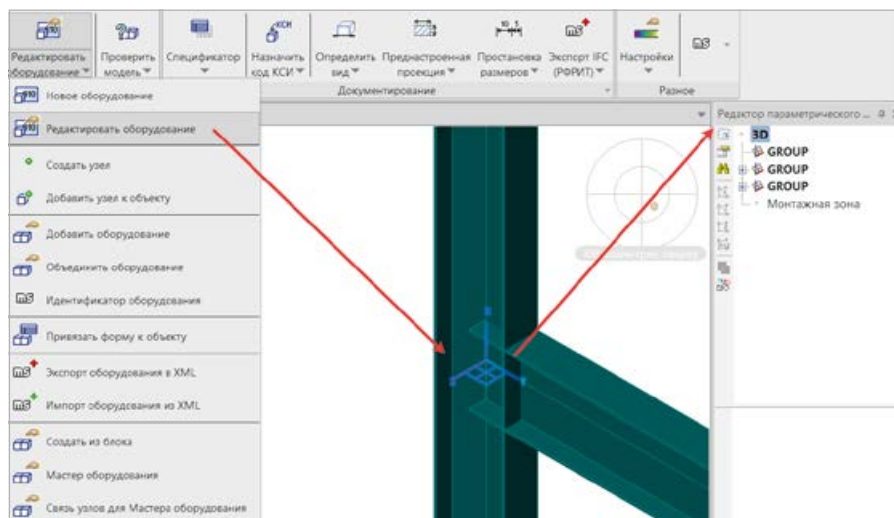 Редактировать оборудование
Проверить модель
Спецификатор
КСИ
Назначить код КСИ
Определить вид
Преднастроенная проекция
Простановка размеров
Экспорт IFC (РФРИТ)
Настройки
Документирование
Разное
Новое оборудование
Редактировать оборудование
Создать узел
Добавить узел к объекту
Добавить оборудование
Объединить оборудование
Идентификатор оборудования
Привязать форму к объекту
Экспорт оборудования в XML
Импорт оборудования из XML
Создать из блока
Мастер оборудования
Связь узлов для Мастера оборудования
Редактор параметрического ...
3D
GROUP
GROUP
GROUP
Монтажная зона